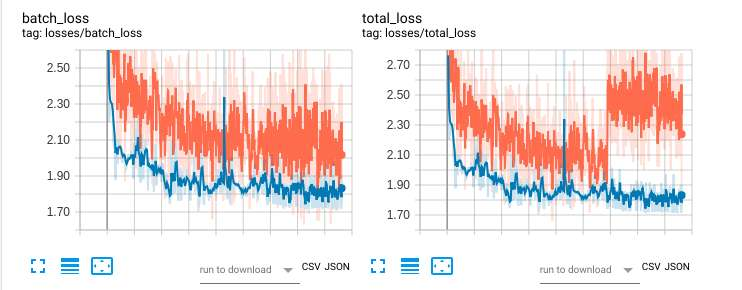 batch_loss
tag: losses/batch_loss
2.50
2.30
2.10
1.90
1.70
run to download
CSV JSON
total_loss
tag: losses/total_loss
2.70
2.50
2.30
2.10
1.90
1.70
run to download
CSV JSON